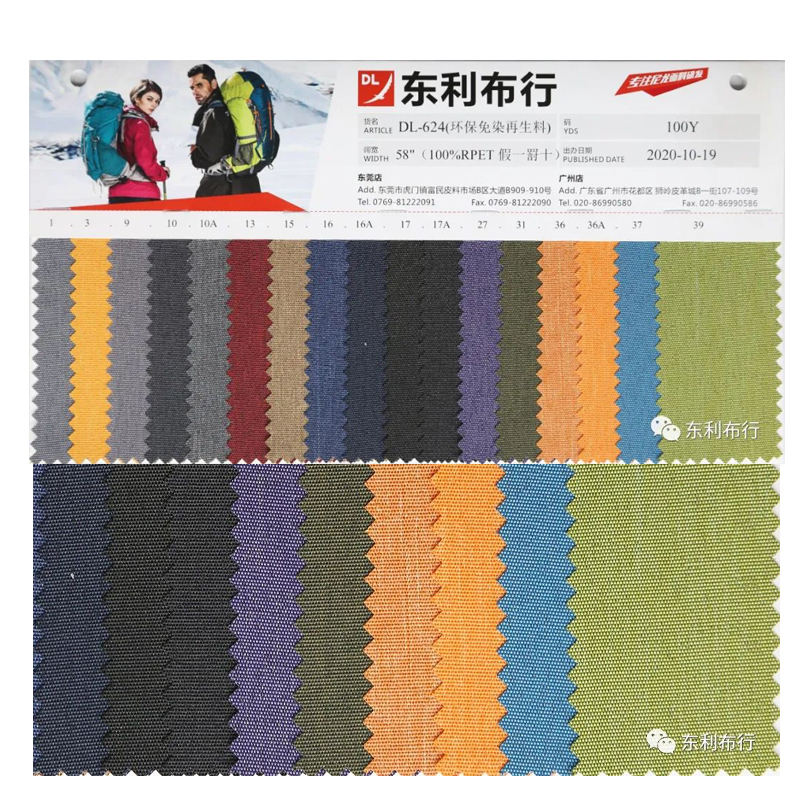 DL 东利布行 专注尼龙面料研发
货名 ARTICLE DL-624(环保免染再生料) 码 YDS 100Y
阔宽 WIDTH 58"（100%RPET 假一罰十） 出办日期 PUBLISHED DATE 2020-10-19
东莞店 广州店
Add. 东莞市虎门镇富民皮料市场B区大道B909-910号 Add. 广东省广州市花都区 狮岭皮革城B一街107-109号
Tel. 0769-81222091 Fax. 0769-81222090 Tel. 020-86990580 Fax. 020-86990586
1 . 3 . 9 . 10 . 10A . 13 . 15 . 16 . 16A . 17 . 17A . 27 . 31 . 36 . 36A . 37 39
东利布行
东利布行